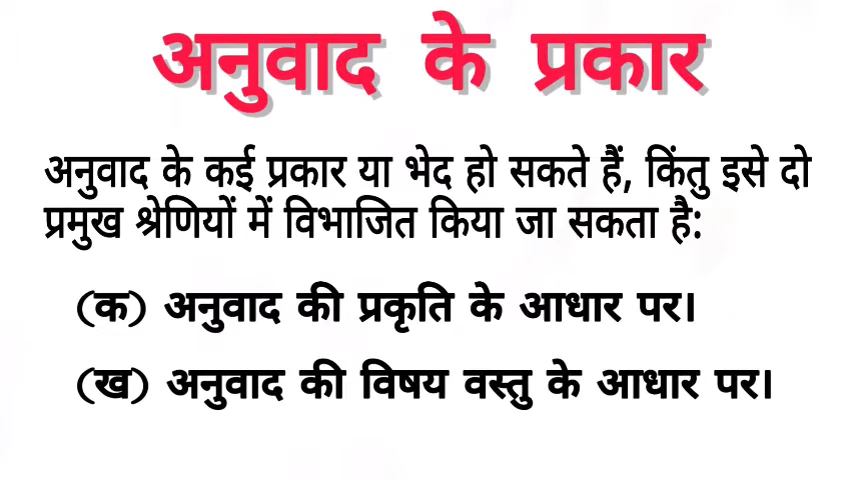 अनुवाद के प्रकार
अनुवाद के कई प्रकार या भेद हो सकते हैं, किंतु इसे दो
प्रमुख श्रेणियों में विभाजित किया जा सकता है:
(क) अनुवाद की प्रकृति के आधार पर।
(ख) अनुवाद की विषय वस्तु के आधार पर।